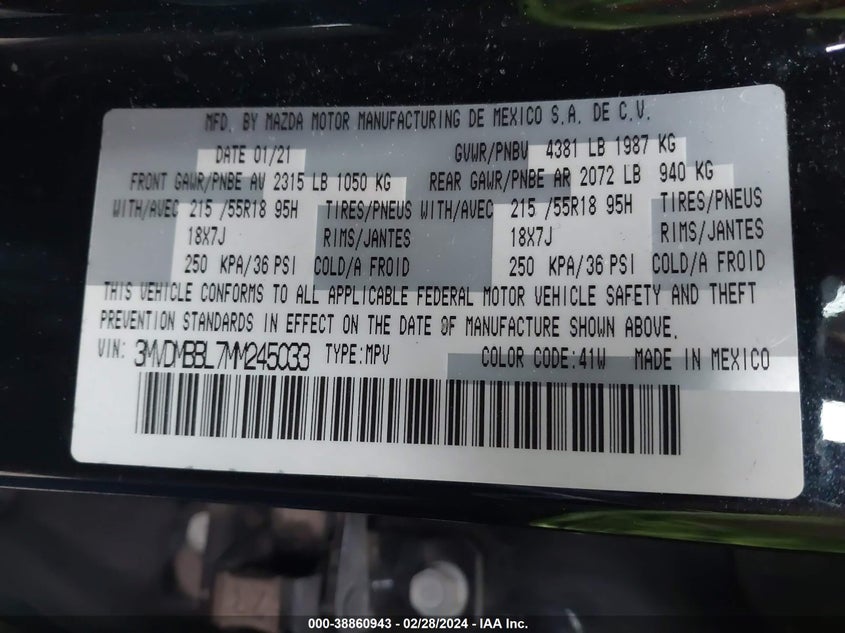 MFD. BY MAZDA MOTOR MANUFACTURING DE MEXICO S.A. DE C.V.
DATE 01/21 GVWR/PNBV 4381 LB 1987 KG
FRONT GAWR/PNBE AV 2315 LB 1050 KG REAR GAWR/PNBE AR 2072 LB 940 KG
WITH/AVEC 215 /55R18 95H TIRES/PNEUS WITH/AVEC 215 /55R18 95H TIRES/PNEUS
18X7J RIMS/JANTES 18X7J RIMS/JANTES
250 KPA/36 PSI COLD/A FROID 250 KPA/36 PSI COLD/A FROID
THIS VEHICLE CONFORMS TO ALL APPLICABLE FEDERAL MOTOR VEHICLE SAFETY AND THEFT
PREVENTION STANDARDS IN EFFECT ON THE DATE OF MANUFACTURE SHOWN ABOVE.
VIN: 3MVDMBBL7MM245033 TYPE:MPV COLOR CODE:41W MADE IN MEXICO
000-38860943 - 02/28/2024 - IAA Inc.